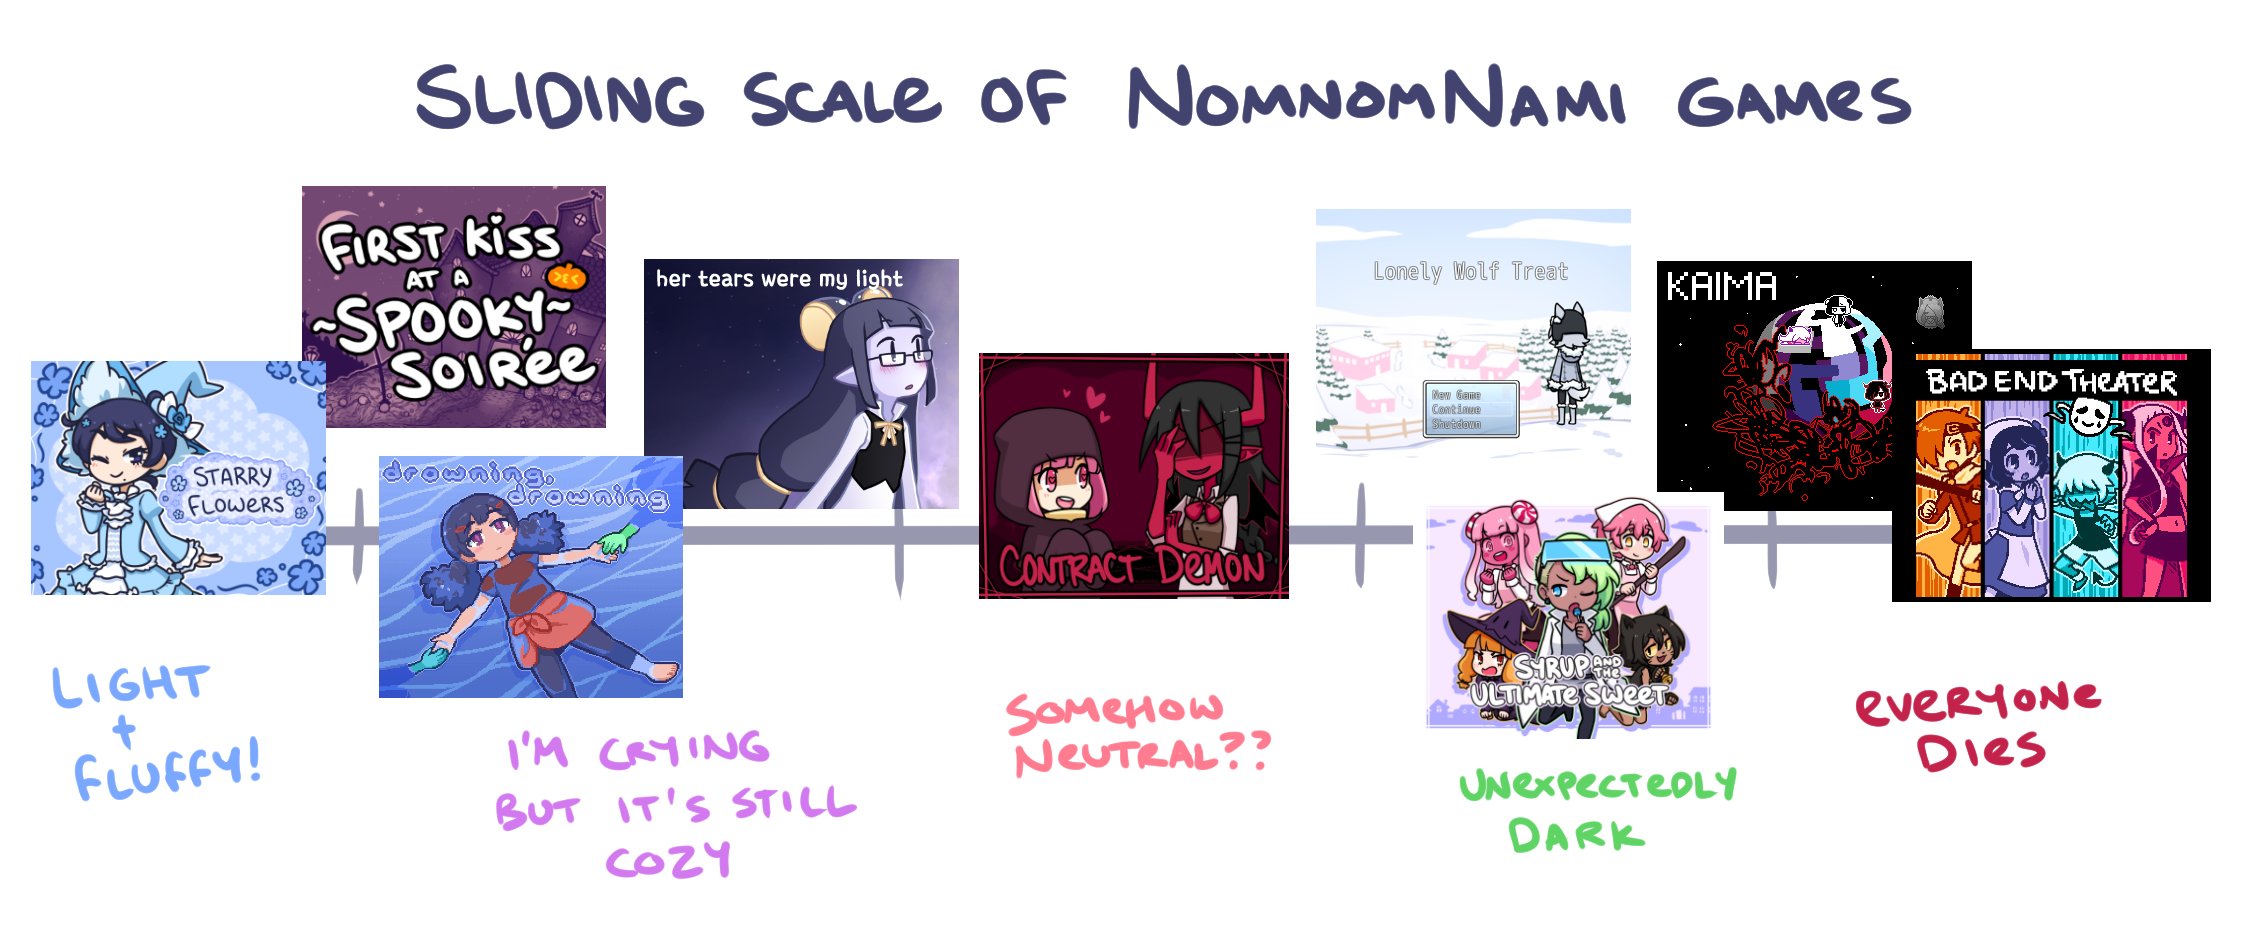 SLIDING SCALE OF NOMNOMNAMI GAMES
FIRST KISS
AT A
~SPOOKY~
SOIRÉE
her tears were my light
Lonely Wolf Treat
New Game
Continue
Shutdown
KAIMA
STARRY
FLOWERS
drowning,
drowning
CONTRACT DEMON
SYRUP AND THE
ULTIMATE SWEET
BAD END THEATER
LIGHT
+
FLUFFY!
I'M CRYING
BUT IT'S STILL
COZY
SOMEHOW
NEUTRAL??
UNEXPECTEDLY
DARK
EVERYONE
DIES